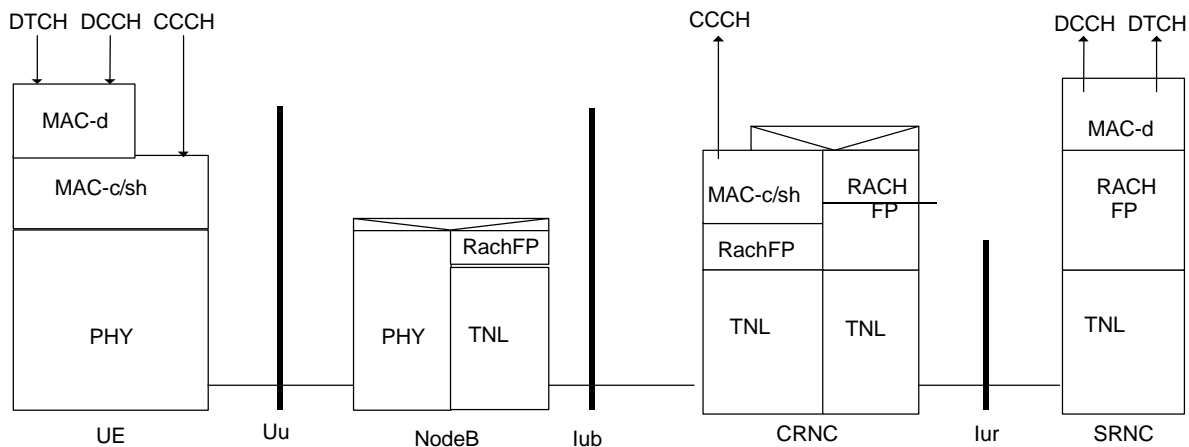 DTCH DCCH CCCH
CCCH
DCCH DTCH
MAC-d
MAC-d
MAC-c/sh
MAC-c/sh
RACH
FP
RACH
FP
RachFP
RachFP
PHY
PHY
TNL
TNL
TNL
TNL
UE
Uu
NodeB
Iub
CRNC
Iur
SRNC